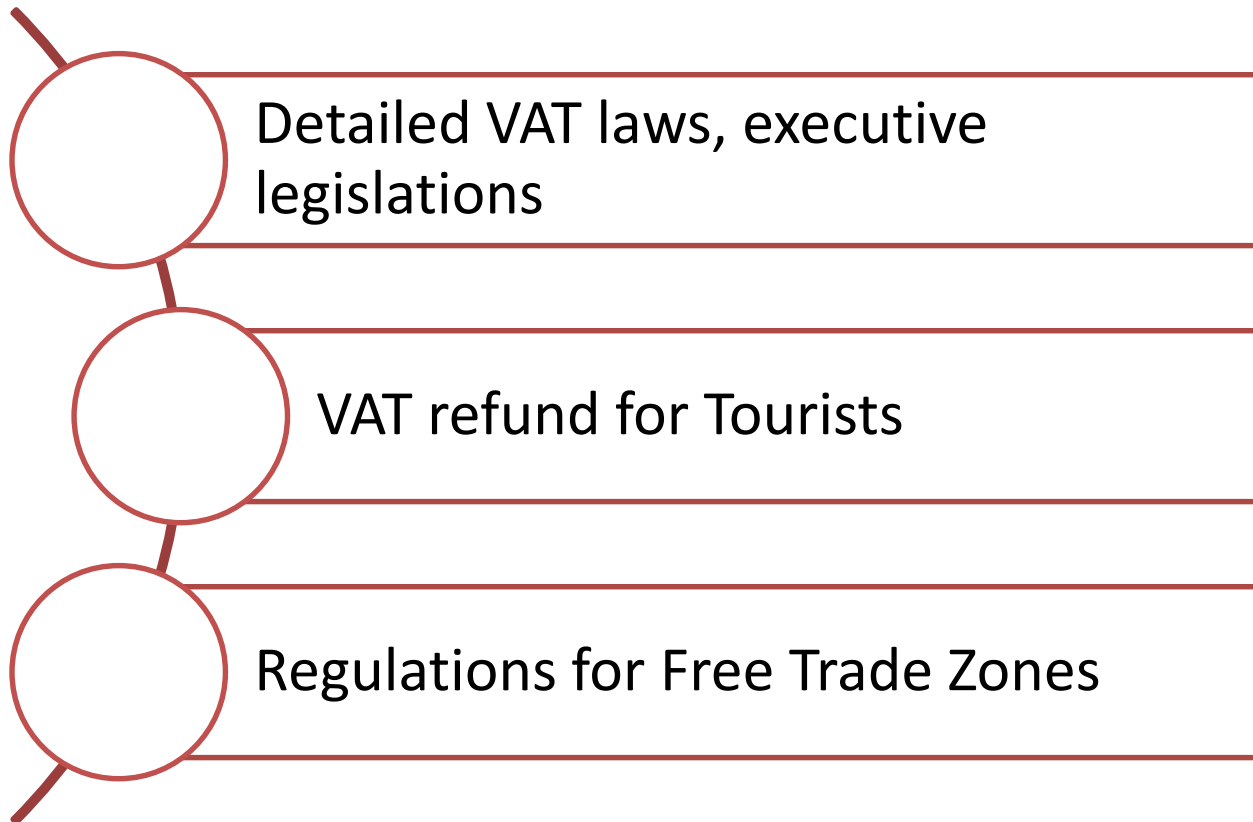 Detailed VAT laws, executive
legislations
VAT refund for Tourists
Regulations for Free Trade Zones